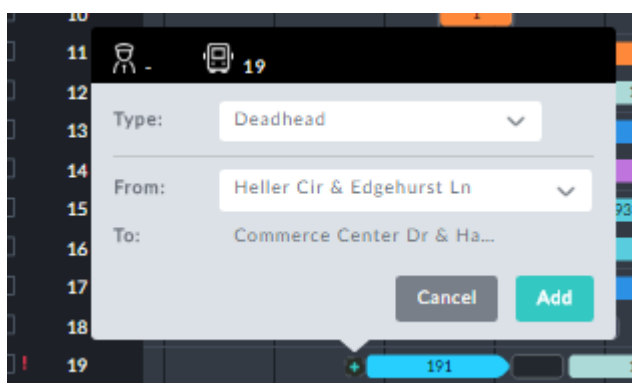 10
1
11
- 19
12
13
Type: Deadhead
14
From: Heller Cir & Edgehurst Ln
15
To: Commerce Center Dr & Ha...
16
17
Cancel Add
18
! 19 + 191